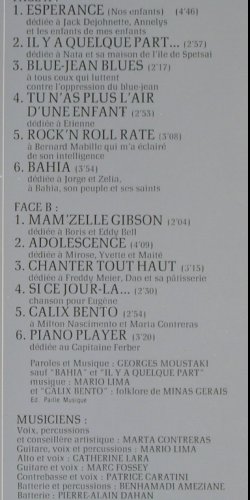 1. ESPERANCE (Nos enfants) (4'46)
dédiée à Jack Dejohnette, Annelys
et les enfants de mes enfants
2. IL Y A QUELQUE PART... (2'57)
dédiée à Nata et sa maison de l'île de Spetsai
3. BLUE-JEAN BLUES (2'17)
à tous ceux qui luttent
contre l'oppression du blue-jean
4. TU N'AS PLUS L'AIR
D'UNE ENFANT (2'53)
dédiée à Etienne
5. ROCK'N ROLL RATE (3'08)
à Bernard Mabille qui m'a éclairé
de son intelligence
6. BAHIA (3'54)
dédiée à Jorge et Zelia,
à Bahia, son peuple et ses saints
FACE B :
1. MAM'ZELLE GIBSON (2'04)
dédiée à Boris et Eddy Bell
2. ADOLESCENCE (4'09)
dédiée à Mirose, Yvette et Maïté
3. CHANTER TOUT HAUT (3'15)
dédiée à Freddy Meier, Dao et sa pâtisserie
4. SI CE JOUR-LA... (2'30)
chanson pour Eugène
5. CALIX BENTO (2'54)
à Milton Nascimento et Maria Contreras
6. PIANO PLAYER (3'20)
dédiée au Capitaine Ferber
Paroles et Musique : GEORGES MOUSTAKI
sauf "BAHIA" et "IL Y A QUELQUE PART"
musique : MARIO LIMA
et "CALIX BENTO" : folklore de MINAS GERAIS
Ed. Paille Musique
MUSICIENS :
Voix, percussions
et conseillère artistique : MARTA CONTRERAS
Guitare, voix et percussions : MARIO LIMA
Alto et voix : CATHERINE LARA
Guitare et voix : MARC FOSSEY
Contrebasse et voix : PATRICE CARATINI
Batterie et percussions : BENHAMADI AMEZIANE
Batterie : PIERRE-ALAIN DAHAN